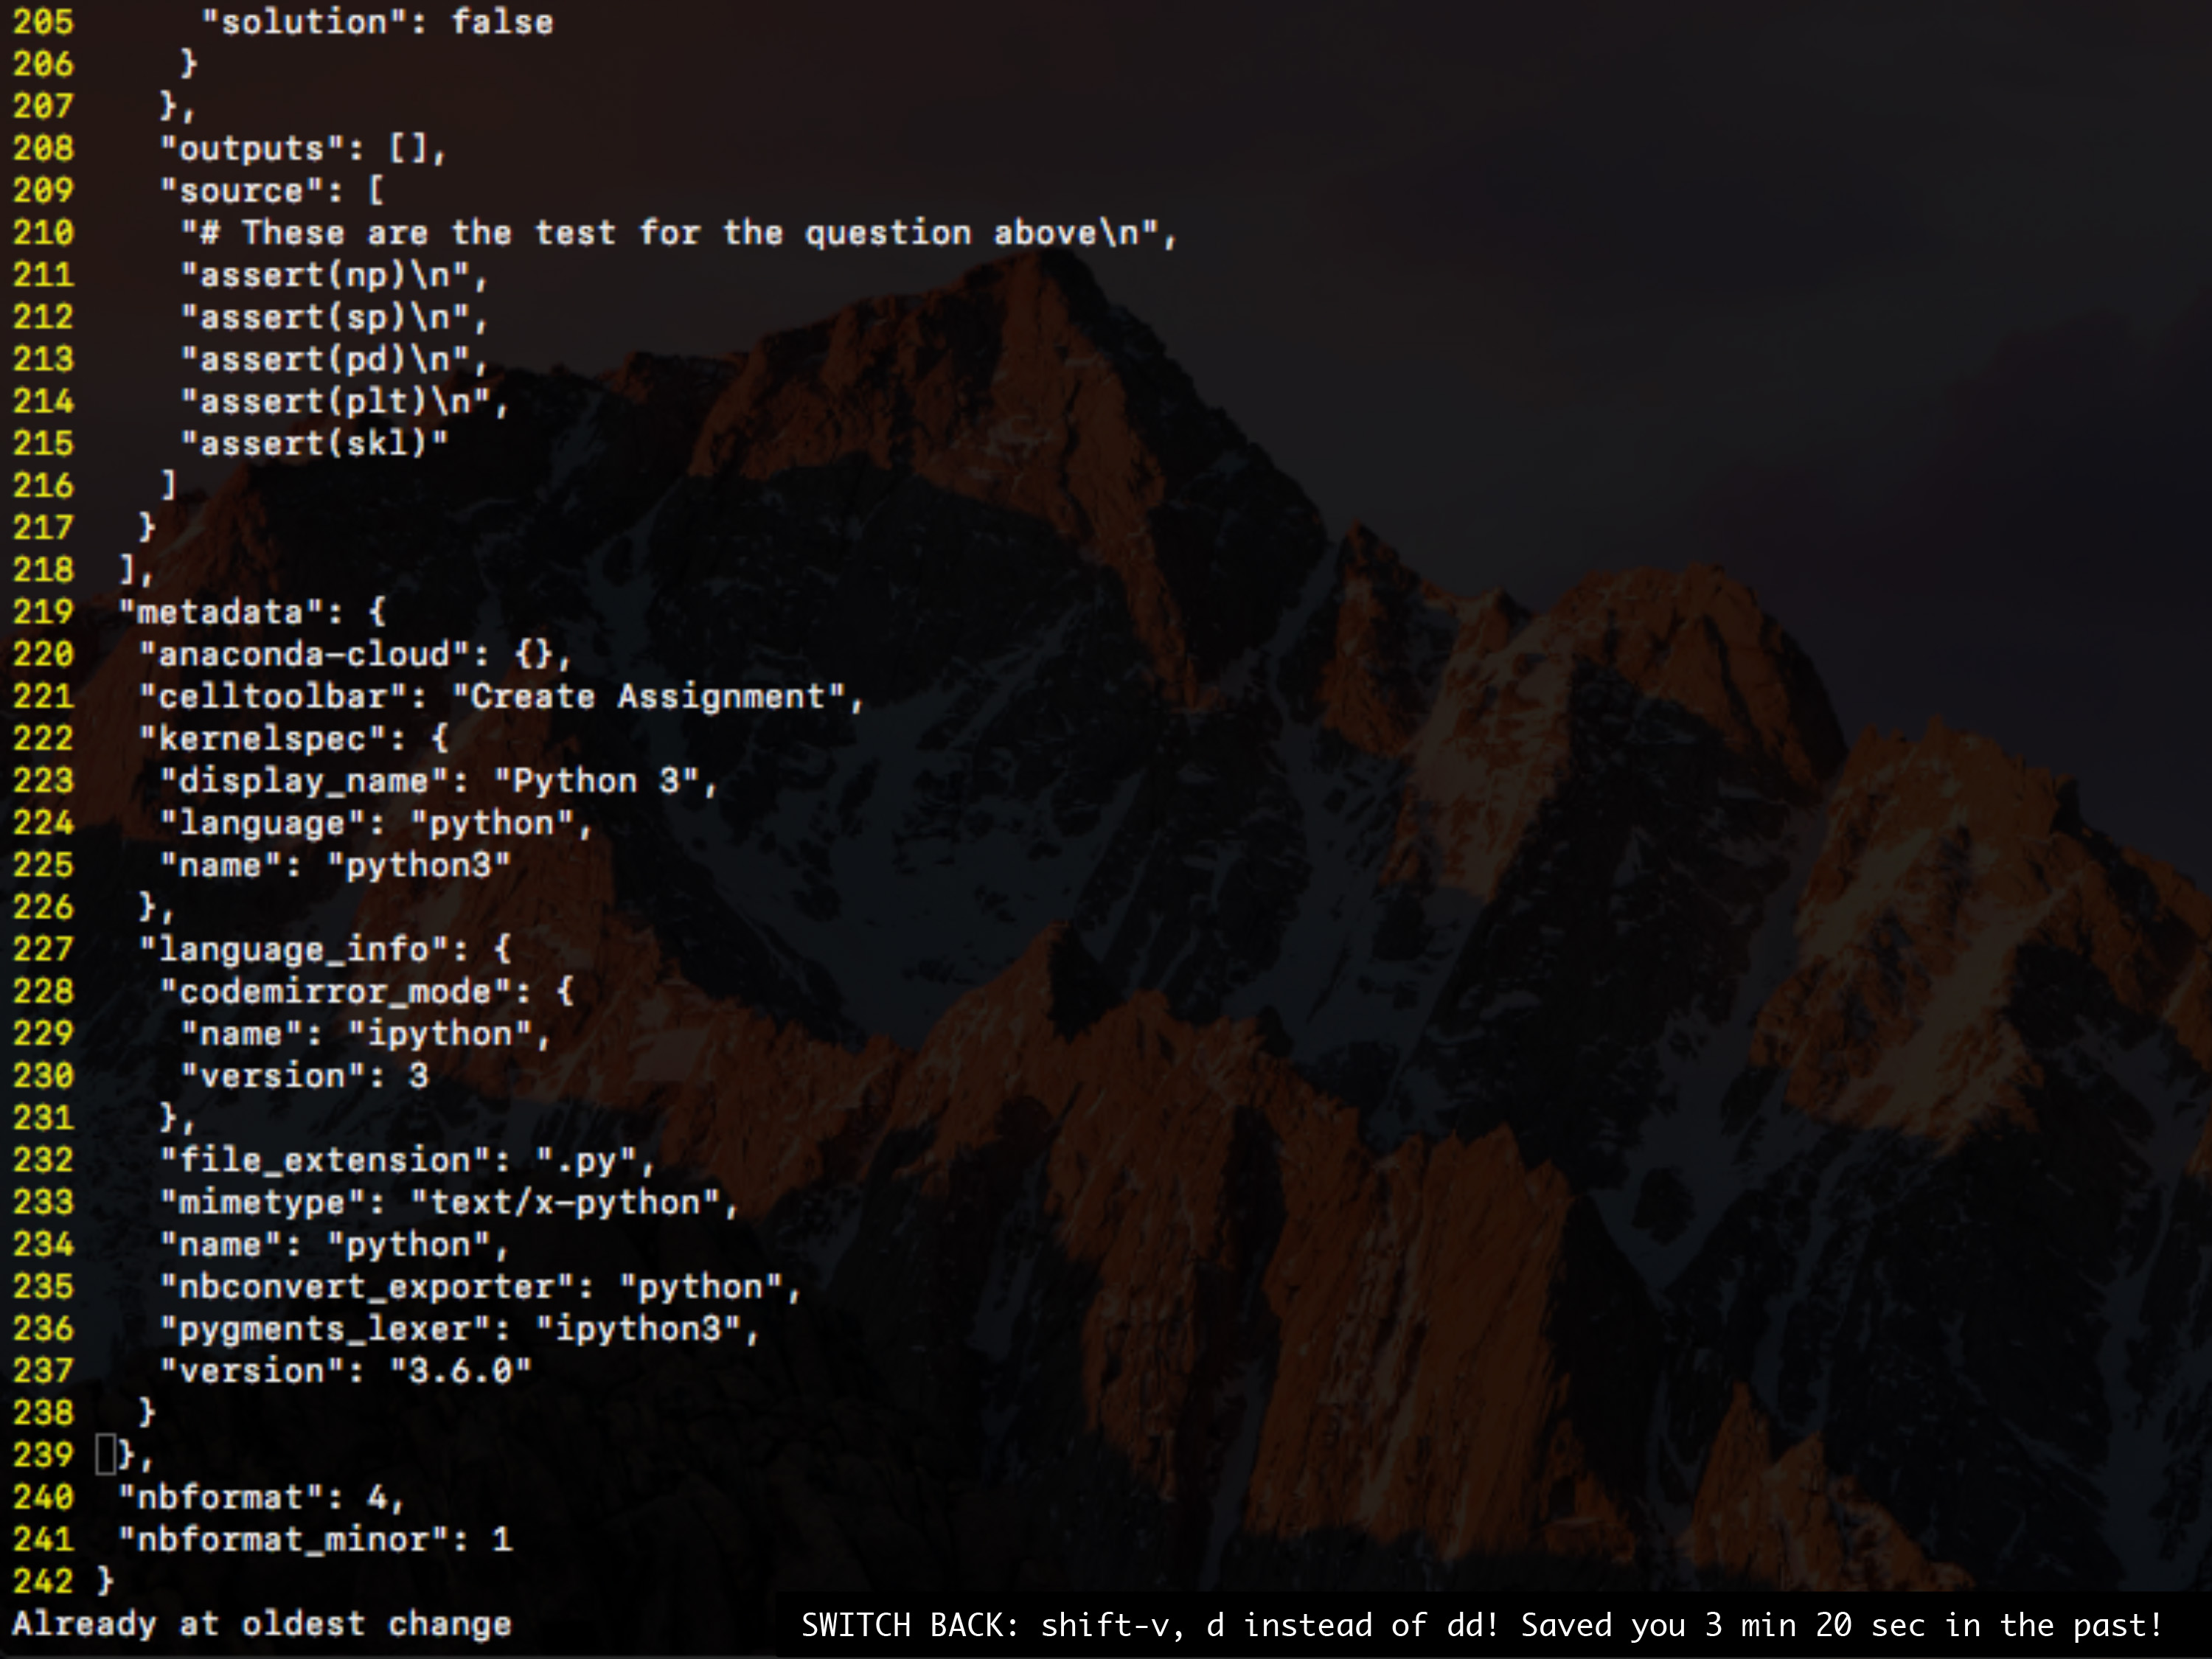 205      "solution": false
206     }
207    },
208    "outputs": [],
209    "source": [
210     "# These are the test for the question above\n",
211     "assert(np)\n",
212     "assert(sp)\n",
213     "assert(pd)\n",
214     "assert(plt)\n",
215     "assert(skl)"
216    ]
217   }
218  ],
219  "metadata": {
220   "anaconda-cloud": {},
221   "celltoolbar": "Create Assignment",
222   "kernelspec": {
223    "display_name": "Python 3",
224    "language": "python",
225    "name": "python3"
226   },
227   "language_info": {
228    "codemirror_mode": {
229     "name": "ipython",
230     "version": 3
231    },
232    "file_extension": ".py",
233    "mimetype": "text/x-python",
234    "name": "python",
235    "nbconvert_exporter": "python",
236    "pygments_lexer": "ipython3",
237    "version": "3.6.0"
238   }
239  },
240  "nbformat": 4,
241  "nbformat_minor": 1
242 }
Already at oldest change
SWITCH BACK: shift-v, d instead of dd! Saved you 3 min 20 sec in the past!